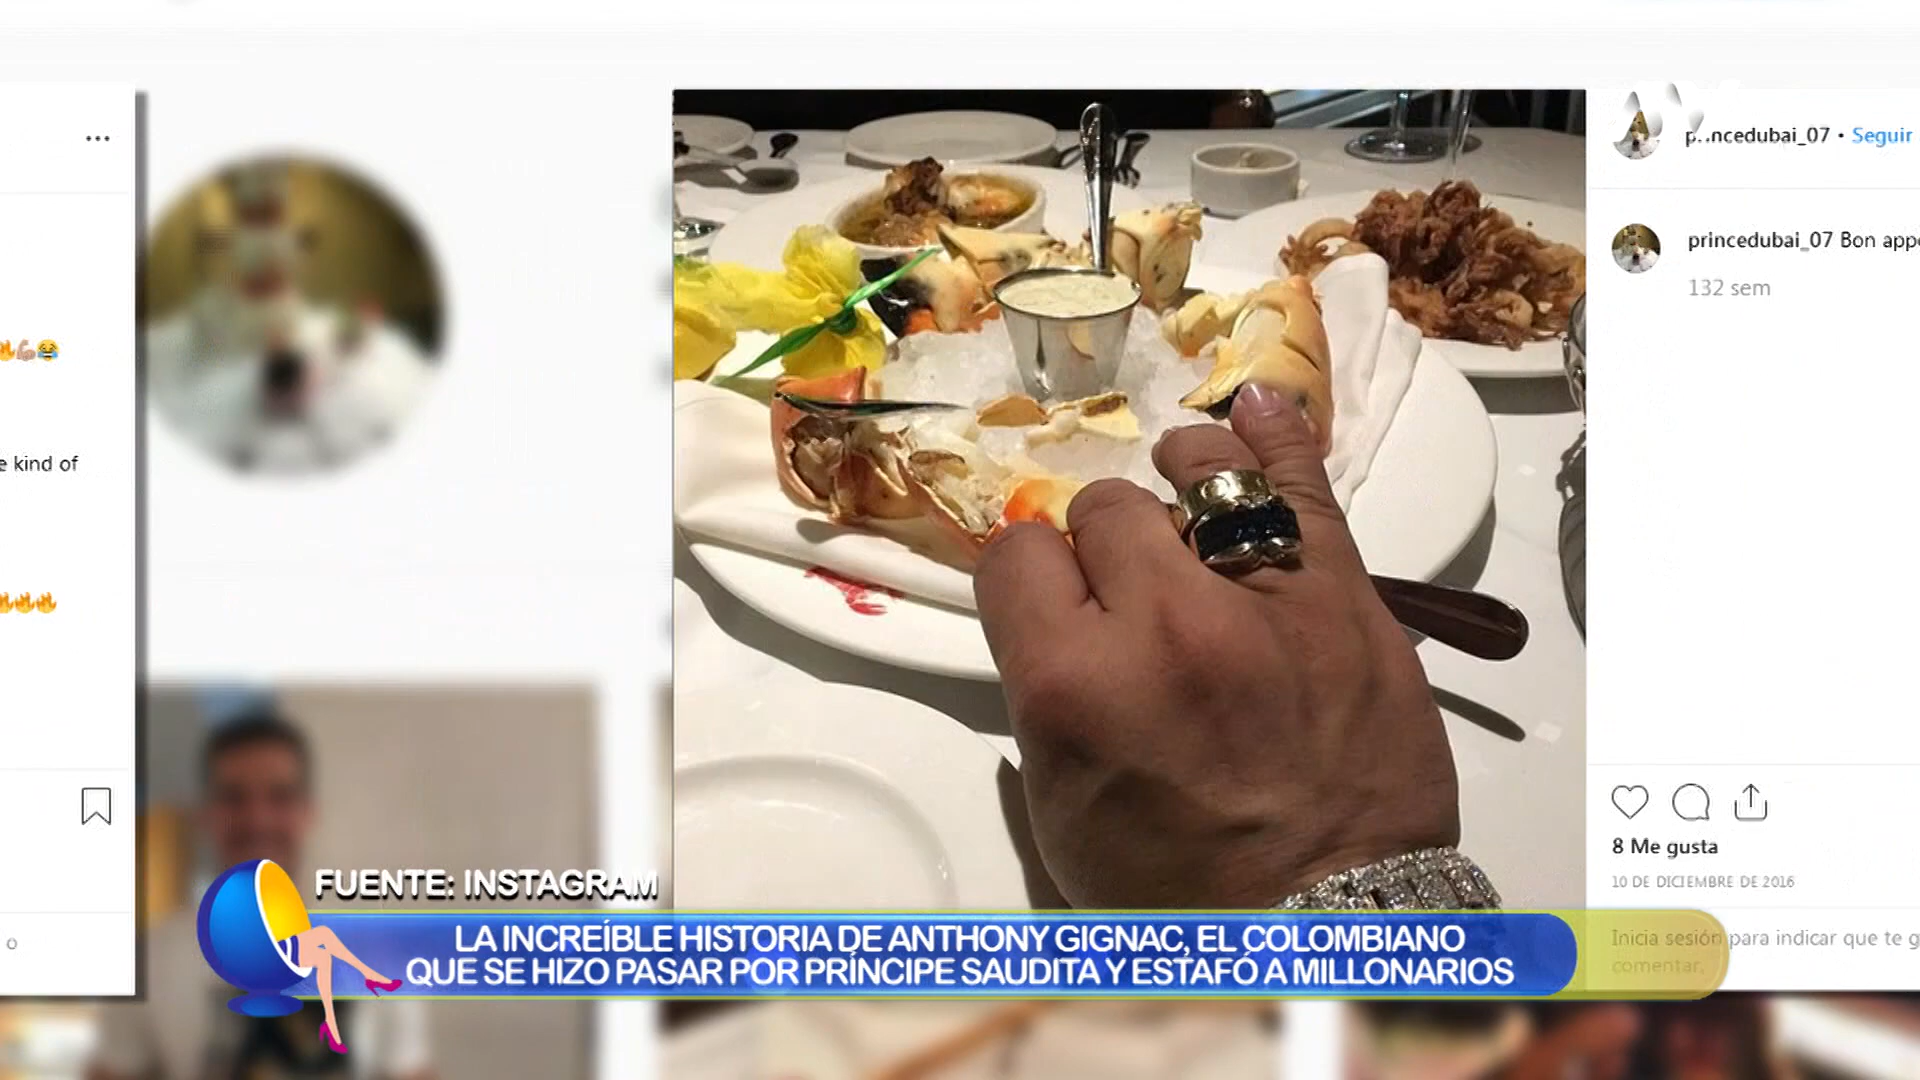 princedubai_07 • Seguir
princedubai_07 Bon
132 sem
e kind of
8 Me gusta
10 DE DICIEMBRE DE 2016
Inicia sesión para indicar que te
comentar.
o
FUENTE: INSTAGRAM
LA INCREÍBLE HISTORIA DE ANTHONY GIGNAC, EL COLOMBIANO
QUE SE HIZO PASAR POR PRÍNCIPE SAUDITA Y ESTAFÓ A MILLONARIOS